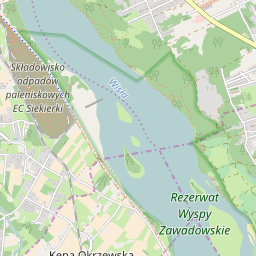 Składowisko
odpadów
paleniskowych
EC Siekierki
Wisła
Rezerwat
Wyspy
Zawadowskie
Kępa Okrzewska